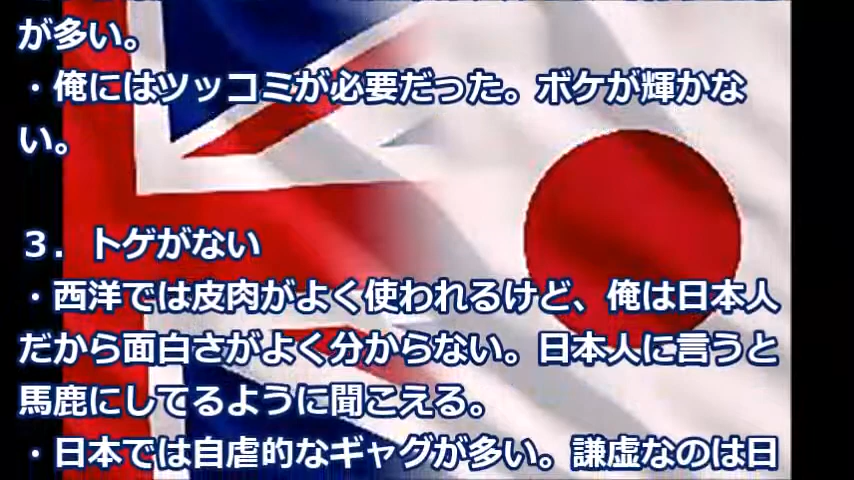 が多い。
・俺にはツッコミが必要だった。ボケが輝かな
い。
３．トゲがない
・西洋では皮肉がよく使われるけど、俺は日本人
だから面白さがよく分からない。日本人に言うと
馬鹿にしてるように聞こえる。
・日本では自虐的なギャグが多い。謙虚なのは日